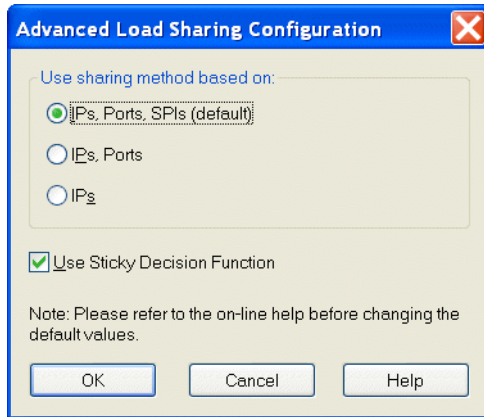 Advanced Load Sharing Configuration
Use sharing method based on:
IPs, Ports, SPIs (default)
IPs, Ports
IPs
Use Sticky Decision Function
Note: Please refer to the on-line help before changing the
default values.
OK
Cancel
Help